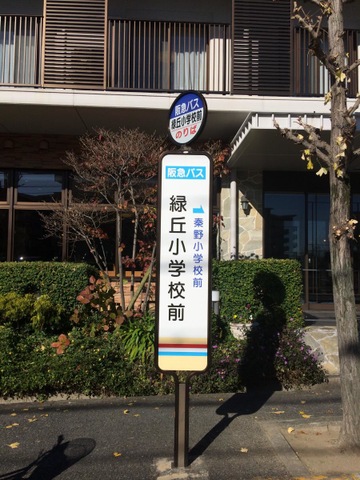 阪急バス
緑丘小学校前
のりば
阪急バス
緑丘小学校前
→秦野小学校前